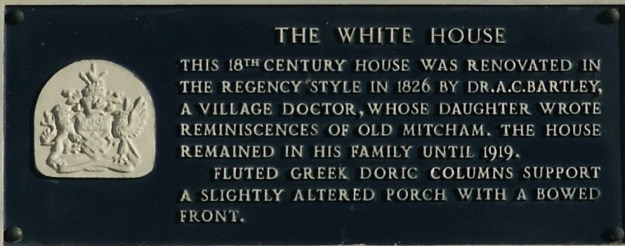 THE WHITE HOUSE
THIS 18TH CENTURY HOUSE WAS RENOVATED IN
THE REGENCY STYLE IN 1826 BY DR.A.C.BARTLEY,
A VILLAGE DOCTOR, WHOSE DAUGHTER WROTE
REMINISCENCES OF OLD MITCHAM. THE HOUSE
REMAINED IN HIS FAMILY UNTIL 1919.
FLUTED GREEK DORIC COLUMNS SUPPORT
A SLIGHTLY ALTERED PORCH WITH A BOWED
FRONT.